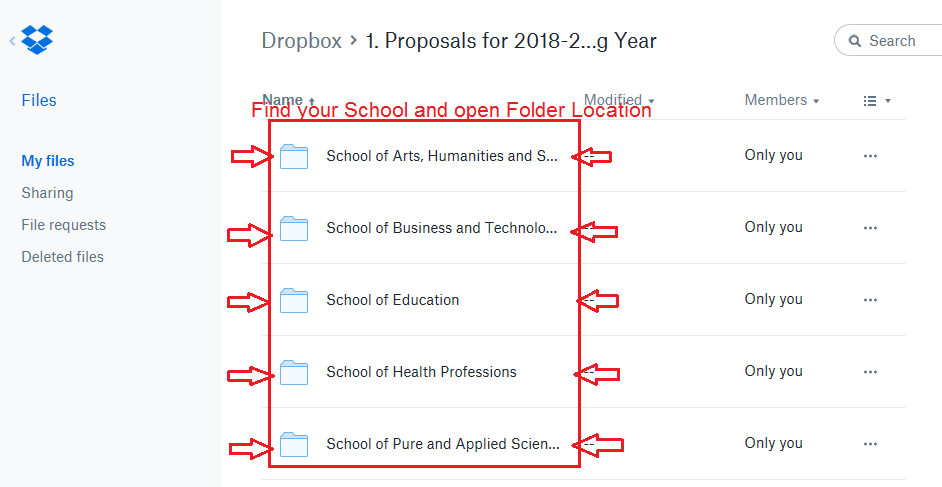 Dropbox > 1. Proposals for 2018-2...g Year
Search
Files
My files
Sharing
File requests
Deleted files
Name
Modified
Members
Find your School and open Folder Location
School of Arts, Humanities and S... -- Only you
School of Business and Technolo... -- Only you
School of Education -- Only you
School of Health Professions -- Only you
School of Pure and Applied Scien... -- Only you